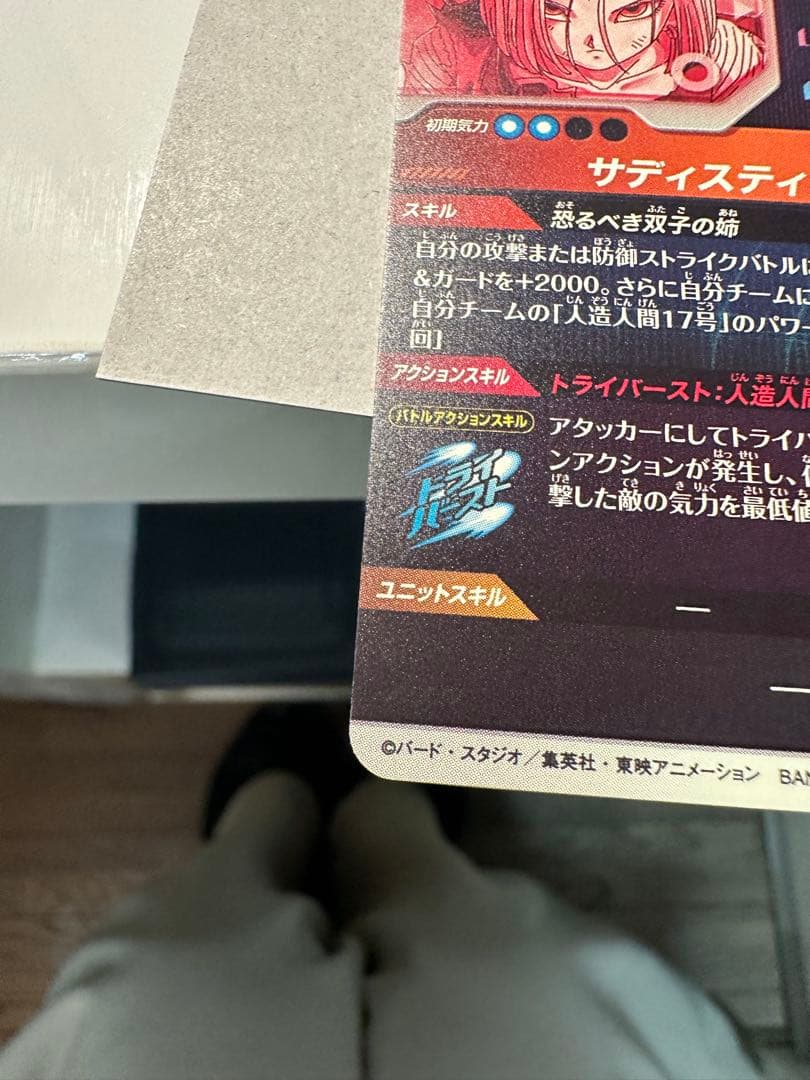 初期気力
サディスティ
スキル
恐るべき双子の姉
自分の攻撃または防御ストライクバトルに
&ガードを+2000。さらに自分チームに
自分チームの「人造人間17号」のパワー
回]
アクションスキル
トライバースト:人造人間
バトルアクションスキル
アタッカーにしてトライバ
ンアクションが発生し、
撃した敵の気力を最低値
トライ
バースト
ユニットスキル
—
—
©バード・スタジオ/集英社・東映アニメーション BAN